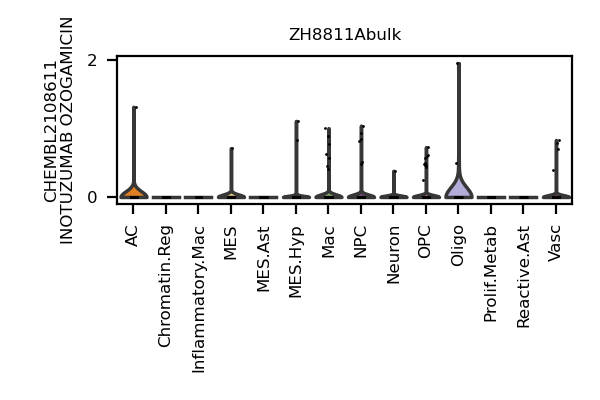 ZH8811Abulk
CHEMBL2108611
INOTUZUMAB OZOGAMICIN
2
0
AC
Chromatin.Reg
Inflammatory.Mac
MES
MES.Ast
MES.Hyp
Mac
NPC
Neuron
OPC
Oligo
Prolif.Metab
Reactive.Ast
Vasc